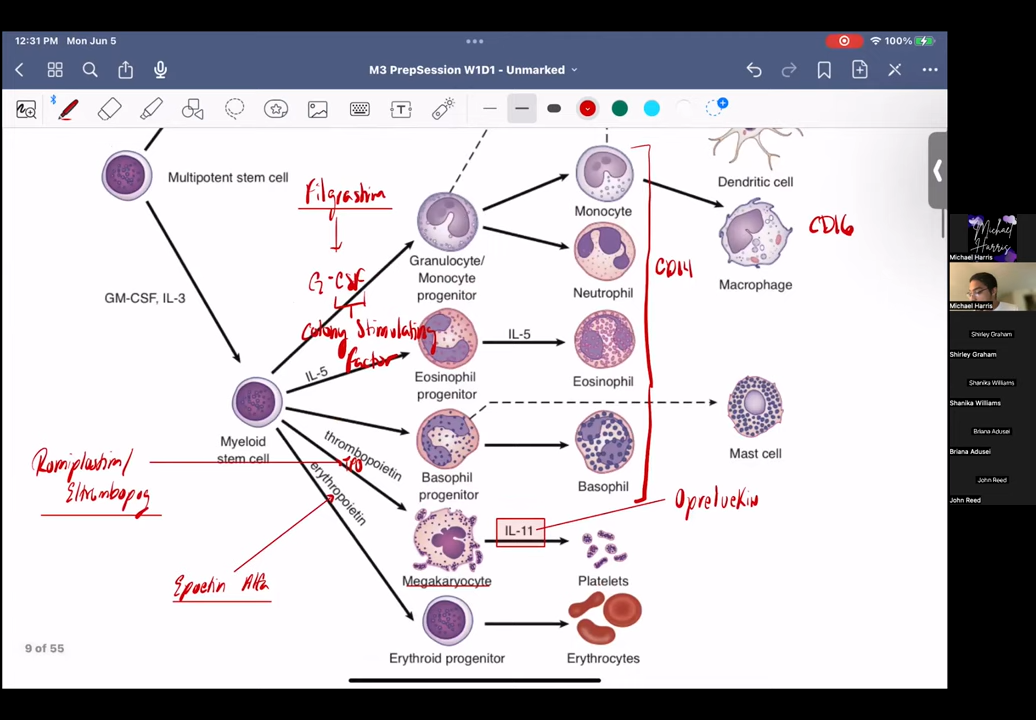 12:31 PM Mon Jun 5
100%
M3 PrepSession W1D1 - Unmarked
Multipotent stem cell
GM-CSF, IL-3
Filgrastim
G-CSF
Colony Stimulating
Factor
Granulocyte/
Monocyte
progenitor
Monocyte
Neutrophil
Dendritic cell
Macrophage
CD16
CD14
IL-5
Eosinophil
progenitor
IL-5
Eosinophil
Myeloid
stem cell
Basophil
progenitor
Basophil
Mast cell
thrombopoietin
TPO
erythropoietin
Romiplostim/
Eltrombopag
Epoetin Alfa
Megakaryocyte
IL-11
Oprelvekin
Platelets
Erythroid progenitor
Erythrocytes
9 of 55
Michael
Harris
Michael Harris
Michael Harris
Shirley Graham
Shirley Graham
Shanika Williams
Shanika Williams
Briana Adusei
Briana Adusei
John Reed
John Reed